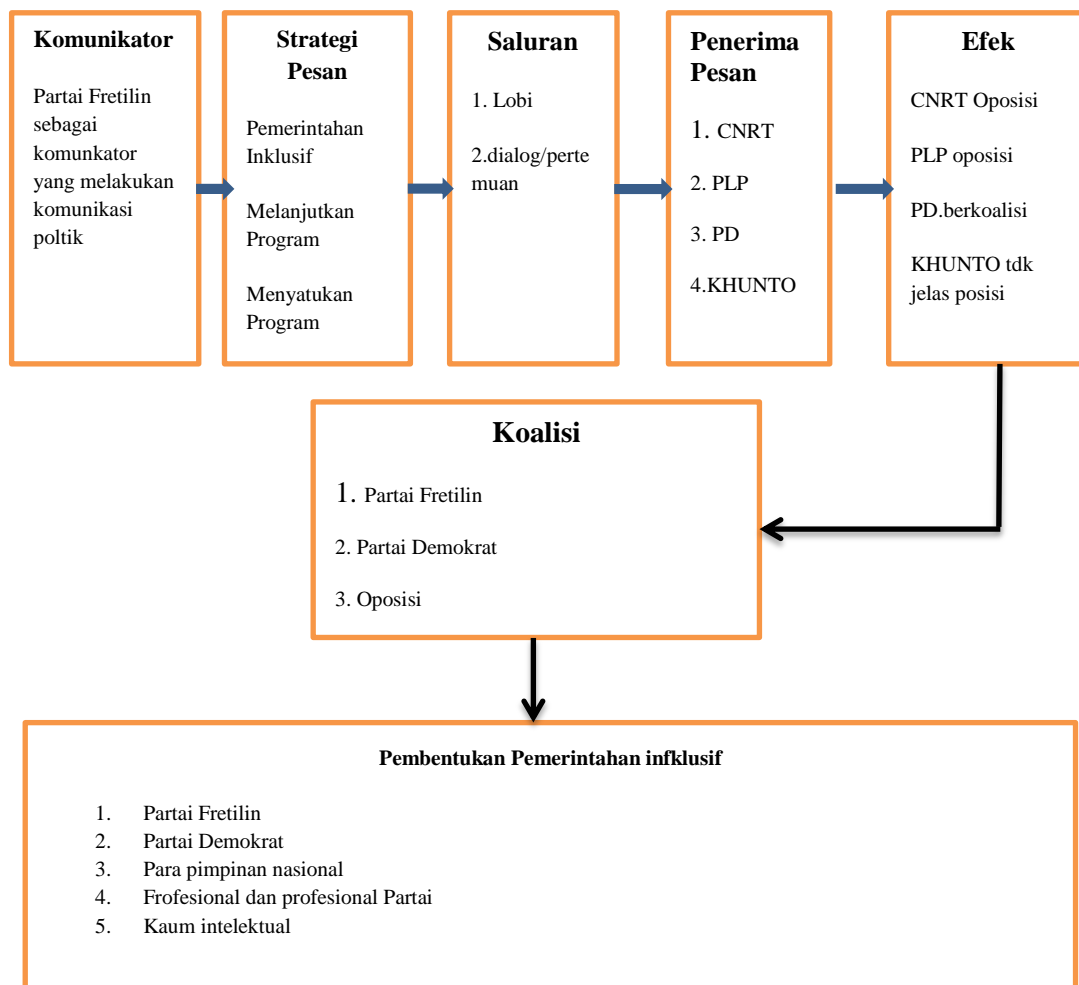 Komunikator
Partai Fretilin
sebagai
komunkator
yang melakukan
komunikasi
poltik
Strategi
Pesan
Pemerintahan
Inklusif
Melanjutkan
Program
Menyatukan
Program
Saluran
1. Lobi
2.dialog/perte
muan
Penerima
Pesan
1. CNRT
2. PLP
3. PD
4.KHUNTO
Efek
CNRT Oposisi
PLP oposisi
PD.berkoalisi
KHUNTO tdk
jelas posisi
Koalisi
1. Partai Fretilin
2. Partai Demokrat
3. Oposisi
Pembentukan Pemerintahan infklusif
1. Partai Fretilin
2. Partai Demokrat
3. Para pimpinan nasional
4. Frofesional dan profesional Partai
5. Kaum intelektual